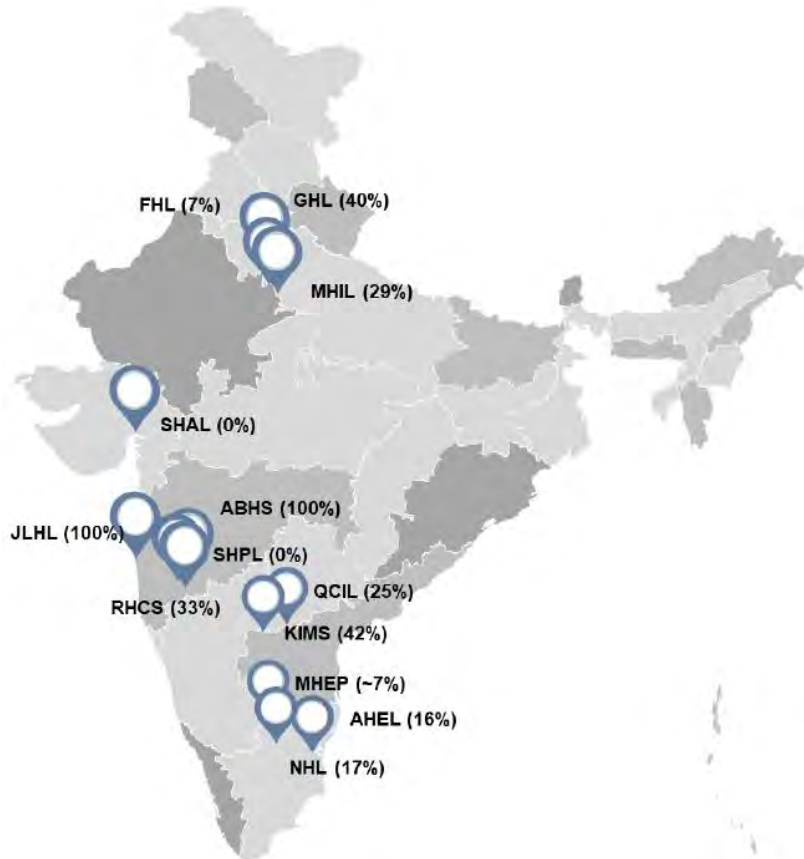 GHL (40%)
FHL (7%)
MHIL (29%)
SHAL (0%)
ABHS (100%)
JLHL (100%)
SHPL (0%)
QCIL (25%)
RHCS (33%)
KIMS (42%)
MHEP (~7%)
AHEL (16%)
NHL (17%)